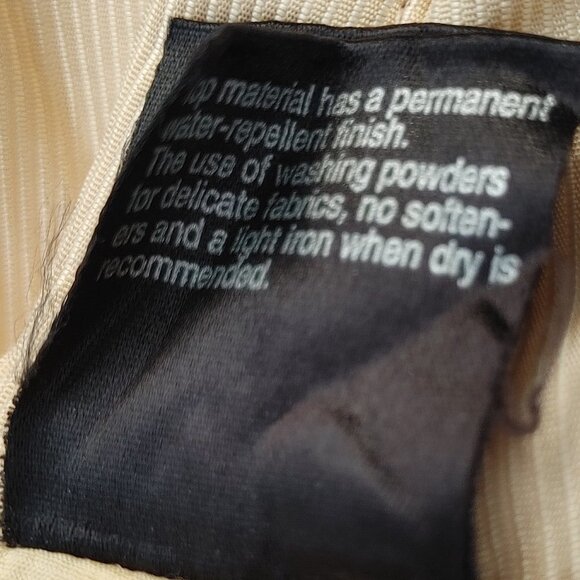 Top material has a permanent
water-repellent finish.
The use of washing powders
for delicate fabrics, no soften-
ers and a light iron when dry is
recommended.